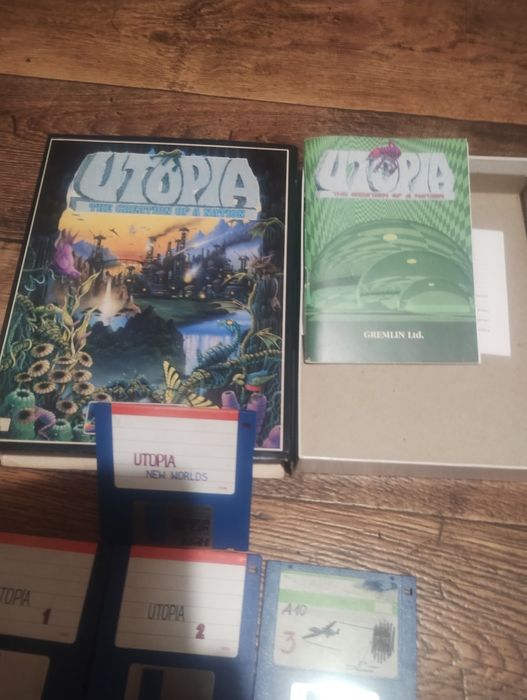 UTOPIA
THE CREATION OF A NATION
UTOPIA
THE CREATION OF A NATION
GREMLIN Ltd.
UTOPIA
NEW WORLDS
UTOPIA
1
UTOPIA
2
A10
3